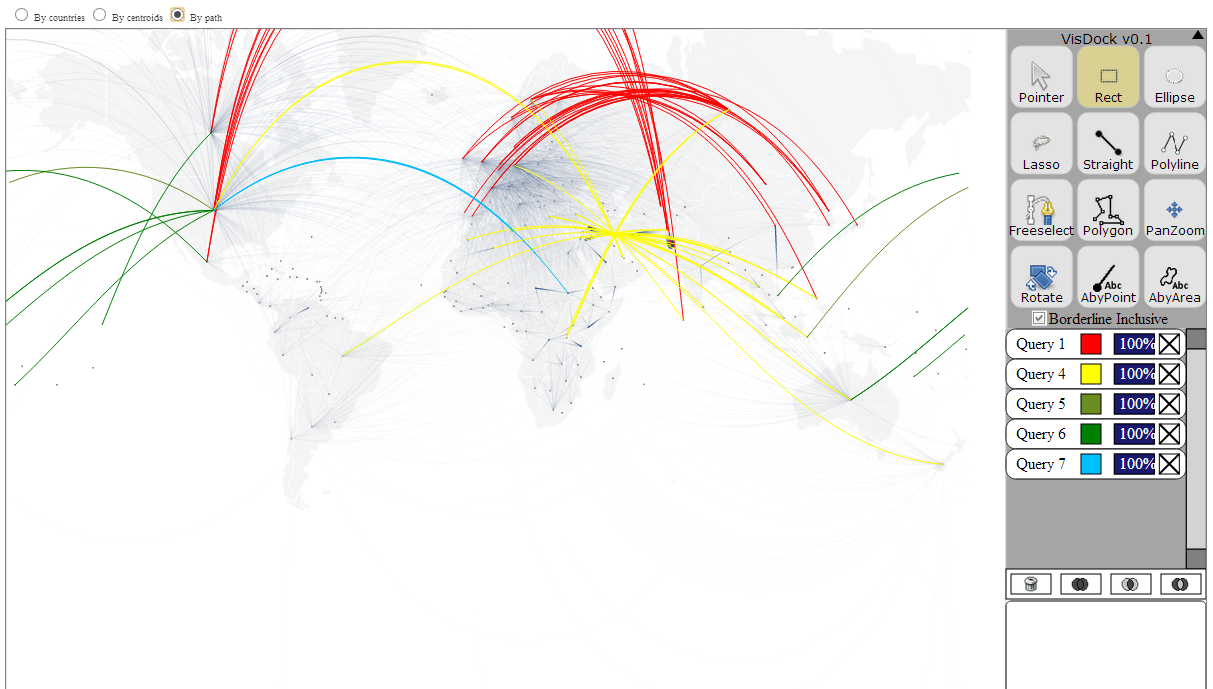 By countries By centroids By path
VisDock v0.1
Pointer Rect Ellipse
Lasso Straight Polyline
Freeselect Polygon PanZoom
Abc Abc
Rotate AbyPoint AbyArea
Borderline Inclusive
Query 1 100%
Query 4 100%
Query 5 100%
Query 6 100%
Query 7 100%